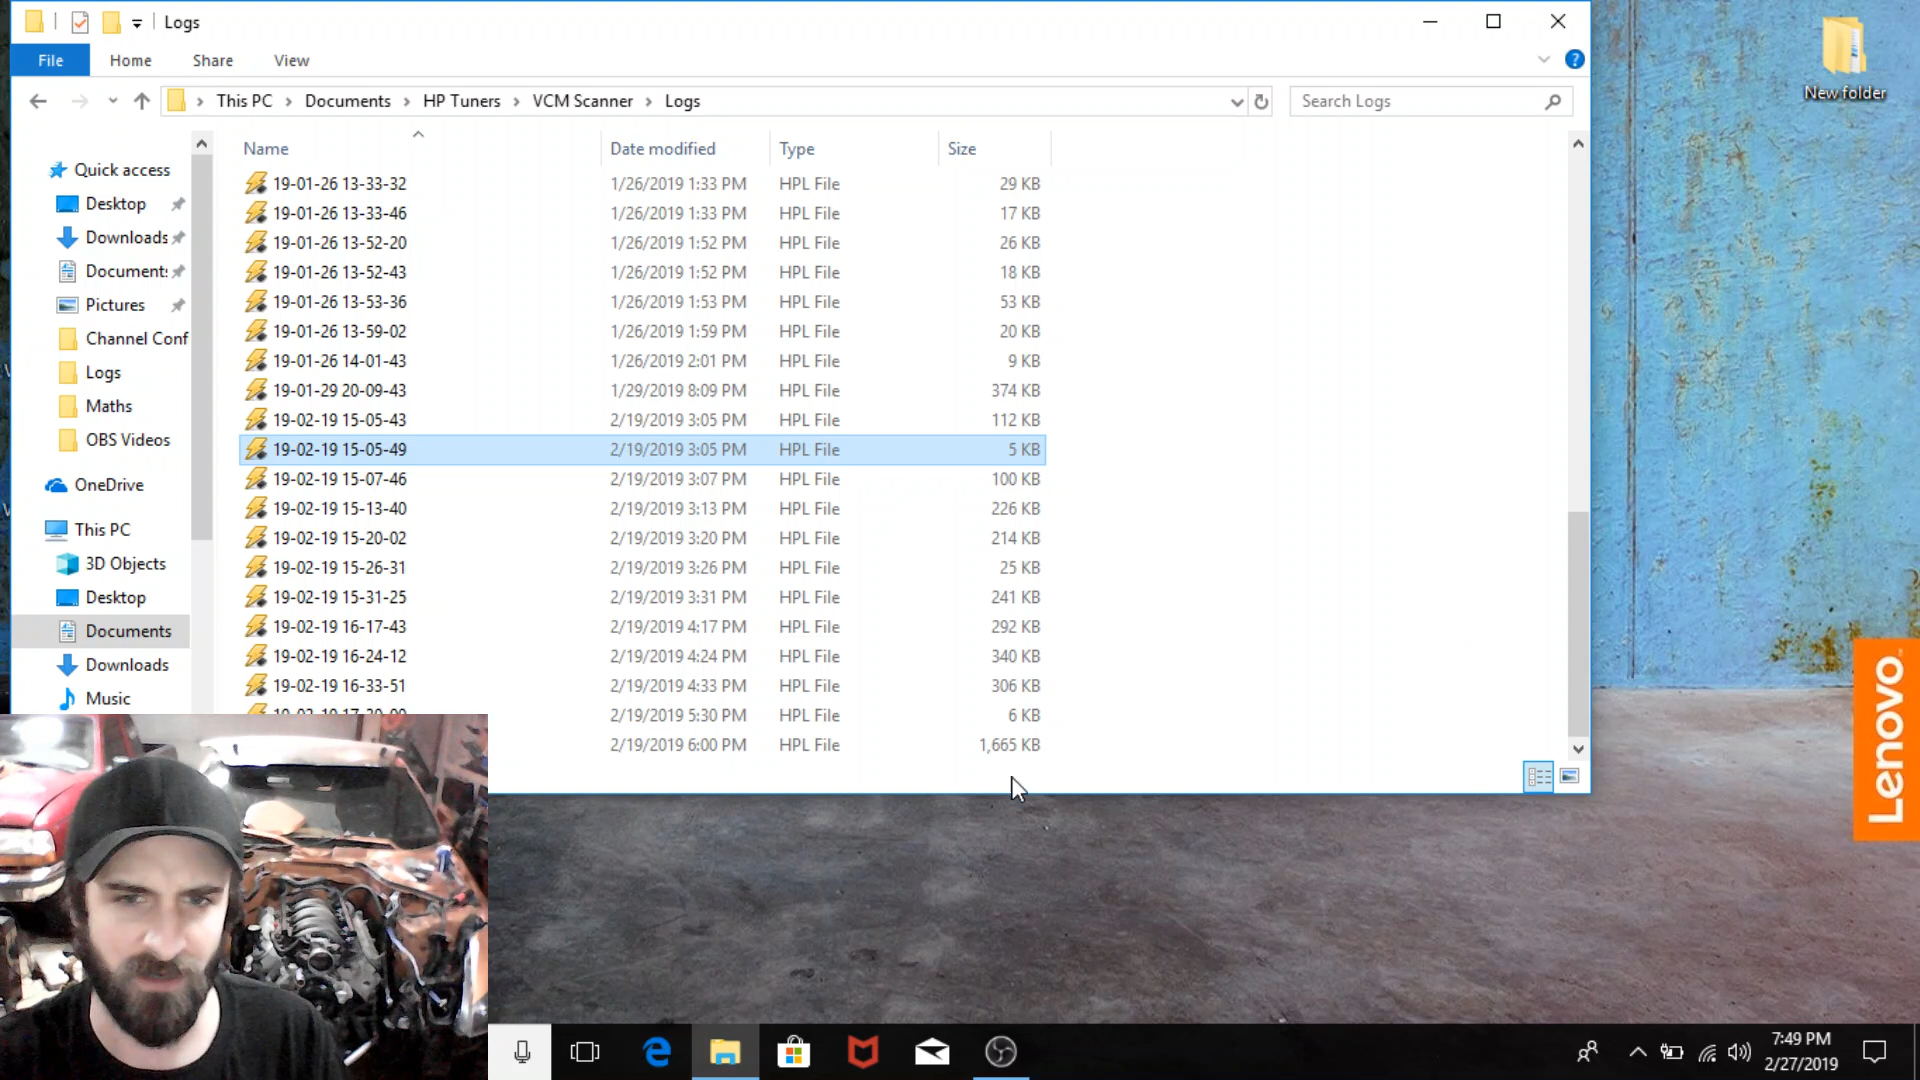 Logs
File Home Share View
This PC Documents HP Tuners VCM Scanner Logs
Search Logs
New folder
Name Date modified Type Size
Quick access
Desktop
Downloads
Document:
Pictures
Channel Conf
Logs
Maths
OBS Videos
OneDrive
This PC
3D Objects
Desktop
Documents
Downloads
Music
19-01-26 13-33-32 1/26/2019 1:33 PM HPL File 29 KB
19-01-26 13-33-46 1/26/2019 1:33 PM HPL File 17 KB
19-01-26 13-52-20 1/26/2019 1:52 PM HPL File 26 KB
19-01-26 13-52-43 1/26/2019 1:52 PM HPL File 18 KB
19-01-26 13-53-36 1/26/2019 1:53 PM HPL File 53 KB
19-01-26 13-59-02 1/26/2019 1:59 PM HPL File 20 KB
19-01-26 14-01-43 1/26/2019 2:01 PM HPL File 9 KB
19-01-29 20-09-43 1/29/2019 8:09 PM HPL File 374 KB
19-02-19 15-05-43 2/19/2019 3:05 PM HPL File 112 KB
19-02-19 15-05-49 2/19/2019 3:05 PM HPL File 5 KB
19-02-19 15-07-46 2/19/2019 3:07 PM HPL File 100 KB
19-02-19 15-13-40 2/19/2019 3:13 PM HPL File 226 KB
19-02-19 15-20-02 2/19/2019 3:20 PM HPL File 214 KB
19-02-19 15-26-31 2/19/2019 3:26 PM HPL File 25 KB
19-02-19 15-31-25 2/19/2019 3:31 PM HPL File 241 KB
19-02-19 16-17-43 2/19/2019 4:17 PM HPL File 292 KB
19-02-19 16-24-12 2/19/2019 4:24 PM HPL File 340 KB
19-02-19 16-33-51 2/19/2019 4:33 PM HPL File 306 KB
2/19/2019 5:30 PM HPL File 6 KB
2/19/2019 6:00 PM HPL File 1,665 KB
Lenovo
7:49 PM
2/27/2019